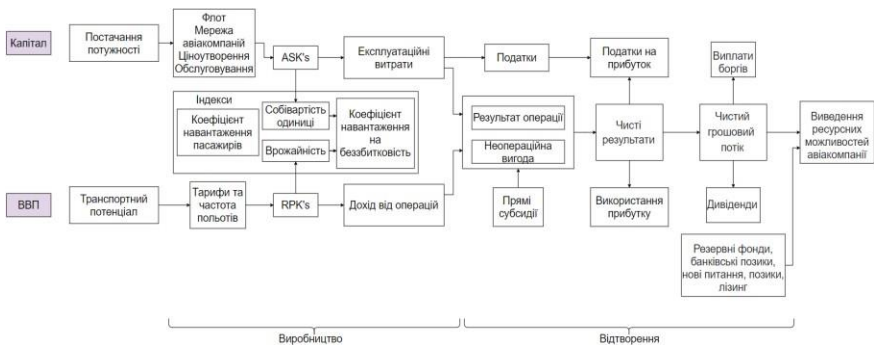 Капітал
Постачання
потужності
Флот
Мережа
авіакомпаній
Ціноутворення
Обслуговування
ASK's
Експлуатаційні
витрати
Податки
Податки на
прибуток
Виплати
боргів
Індекси
Коефіцієнт
навантаження
пасажирів
Собівартість
одиниці
Врожайність
Коефіцієнт
навантаження
на
беззбитковість
Результат операції
Неопераційна
вигода
Чисті
результати
Чистий
грошовий
потік
Виведення
ресурсних
можливостей
авіакомпанії
ВВП
Транспортний
потенціал
Тарифи та
частота
польотів
RPK's
Дохід від операцій
Прямі
субсидії
Використання
прибутку
Дивіденди
Резервні фонди,
банківські позики,
нові питання, позики,
лізинг
Виробництво
Відтворення